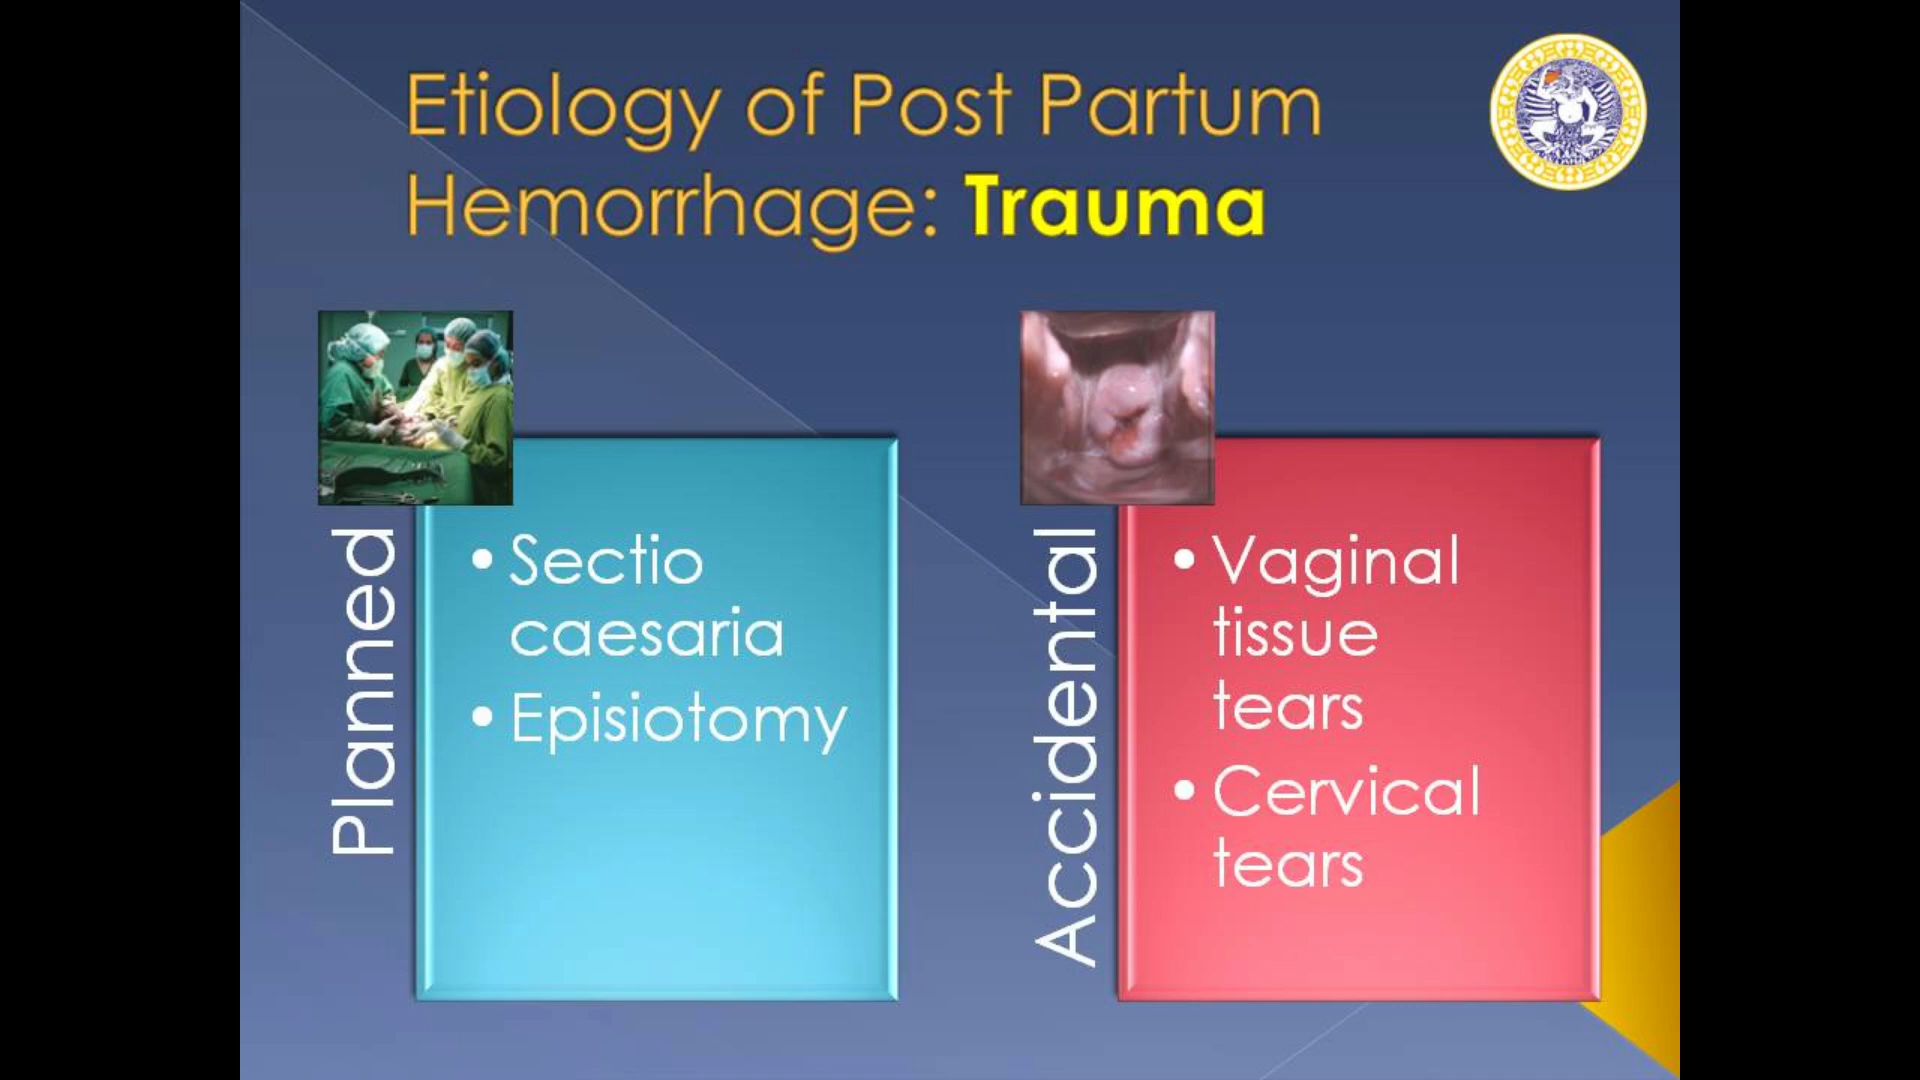 Etiology of Post Partum
Hemorrhage: Trauma
Planned
• Sectio
caesaria
• Episiotomy
Accidental
• Vaginal
tissue
tears
• Cervical
tears